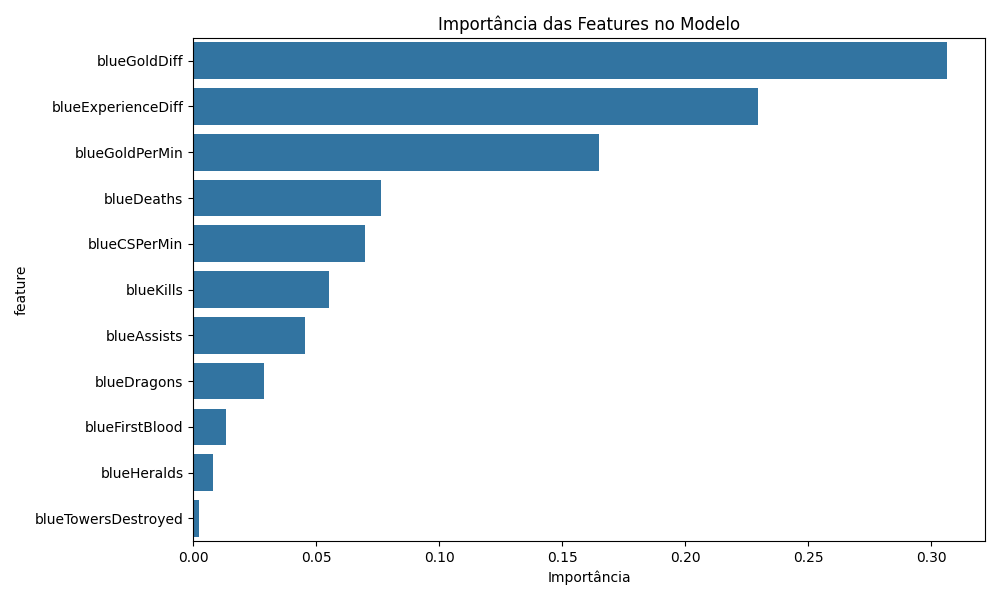 Importância das Features no Modelo
feature
blueGoldDiff
blueExperienceDiff
blueGoldPerMin
blueDeaths
blueCSPerMin
blueKills
blueAssists
blueDragons
blueFirstBlood
blueHeralds
blueTowersDestroyed
0.00 0.05 0.10 0.15 0.20 0.25 0.30
Importância